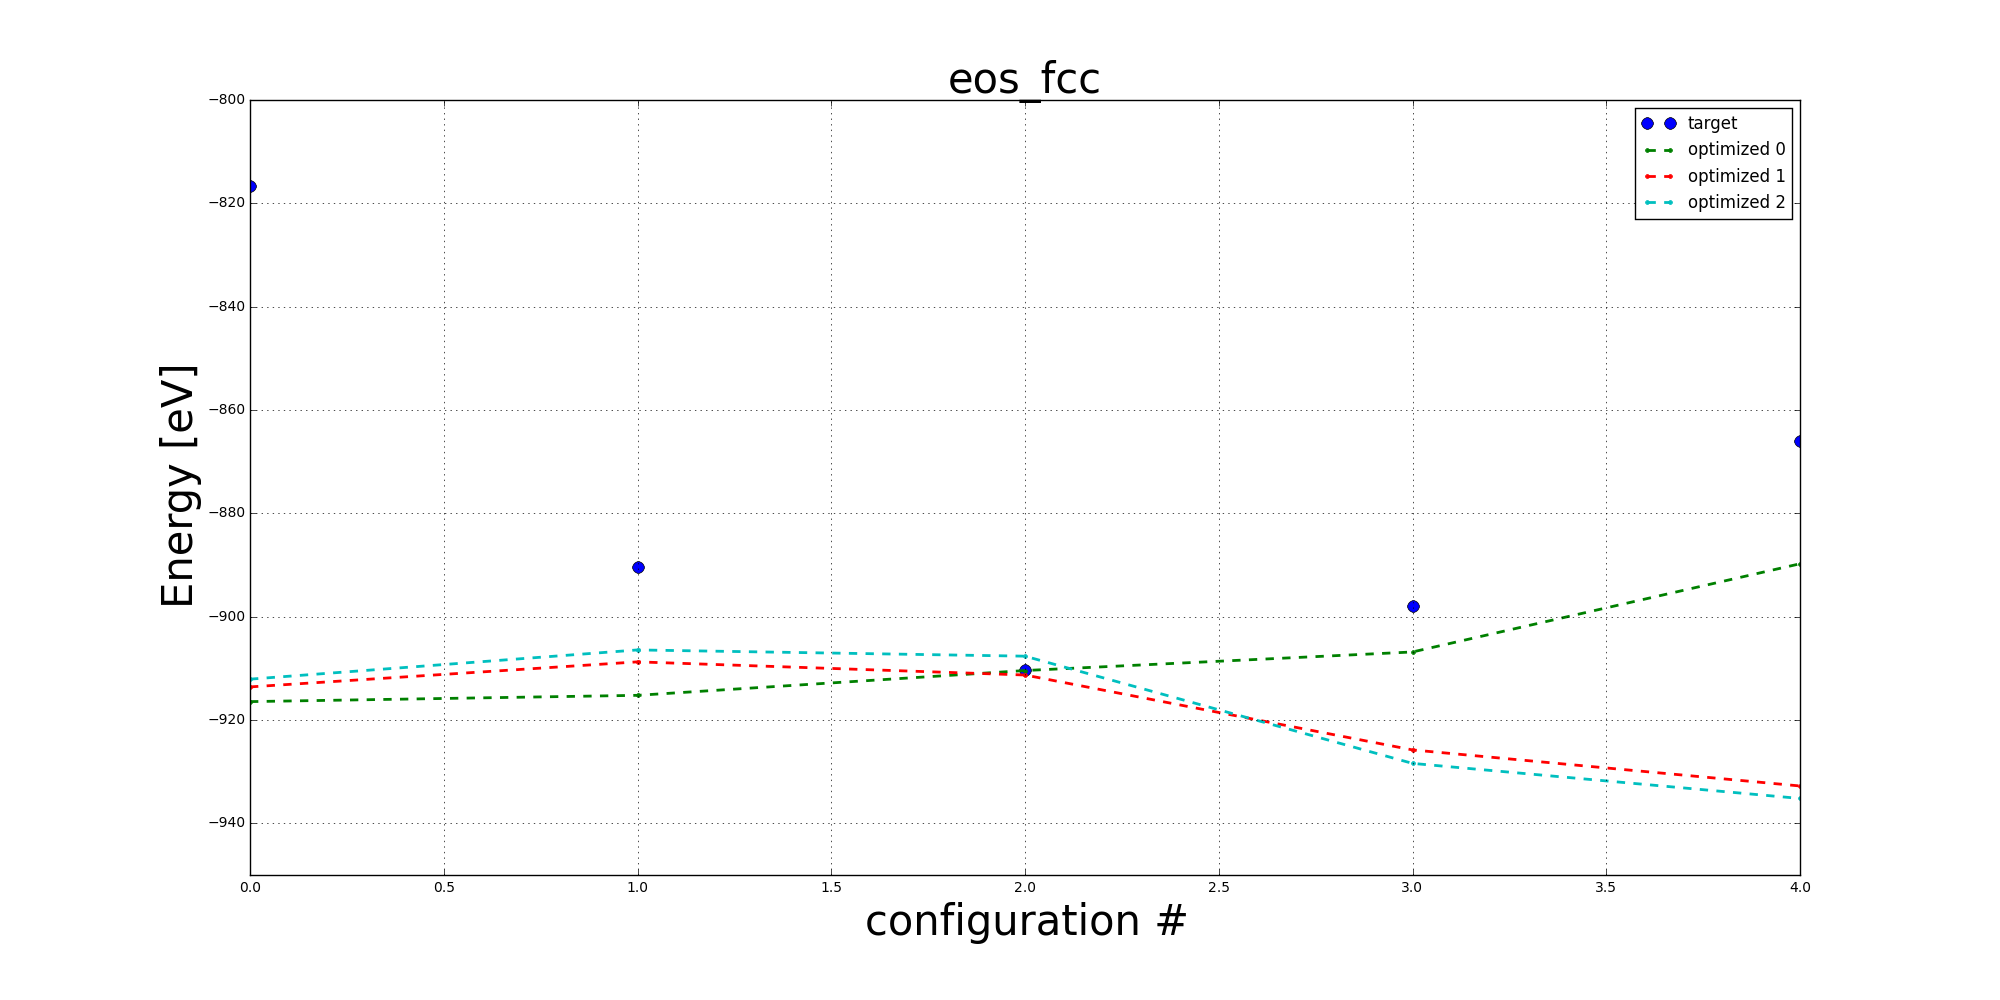 eos_fcc
−800
−820
−840
−860
−880
−900
−920
−940
Energy [eV]
target
optimized 0
optimized 1
optimized 2
0.0 0.5 1.0 1.5 2.0 2.5 3.0 3.5 4.0
configuration #